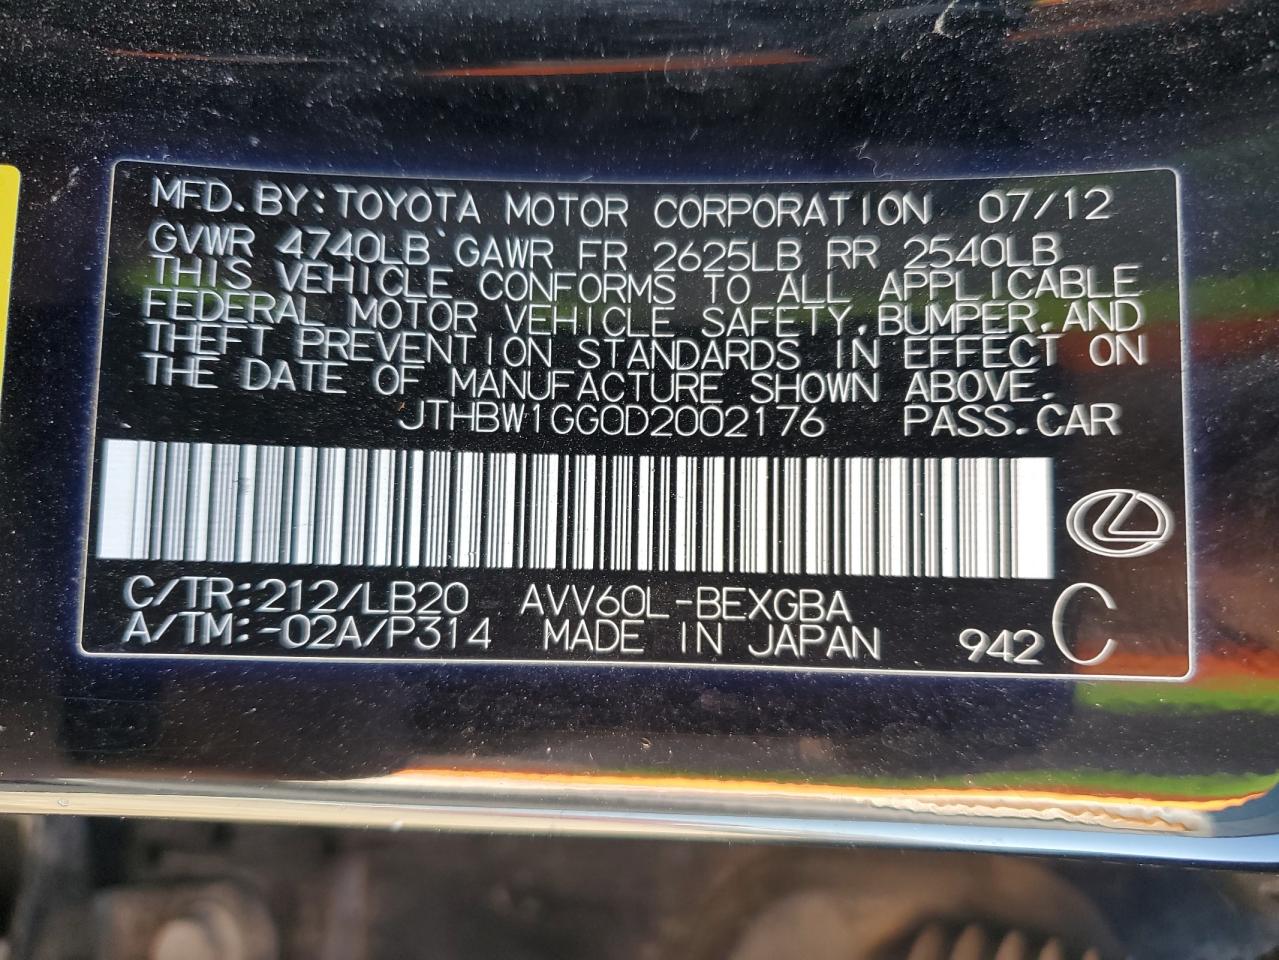 MFD.BY:TOYOTA MOTOR CORPORATION 07/12
GVWR 4740LB GAWR FR 2625LB RR 2540LB
THIS VEHICLE CONFORMS TO ALL APPLICABLE
FEDERAL MOTOR VEHICLE SAFETY,BUMPER,AND
THEFT PREVENTION STANDARDS IN EFFECT ON
THE DATE OF MANUFACTURE SHOWN ABOVE.
JTHBW1GG0D2002176 PASS.CAR
C/TR:212/LB20 AVV60L-BEXGBA
A/TM:-02A/P314 MADE IN JAPAN 942 C